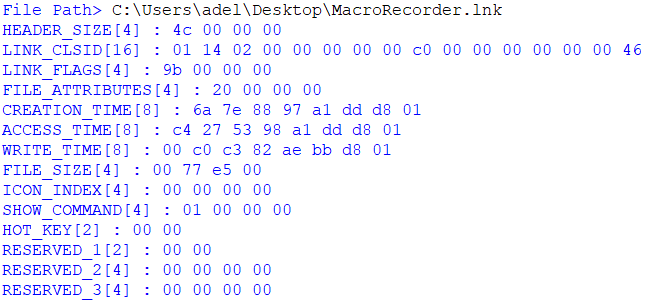 File Path> C:\Users\adel\Desktop\MacroRecorder.lnk
HEADER_SIZE[4] : 4c 00 00 00
LINK_CLSID[16] : 01 14 02 00 00 00 00 00 c0 00 00 00 00 00 00 46
LINK_FLAGS[4] : 9b 00 00 00
FILE_ATTRIBUTES[4] : 20 00 00 00
CREATION_TIME[8] : 6a 7e 88 97 a1 dd d8 01
ACCESS_TIME[8] : c4 27 53 98 a1 dd d8 01
WRITE_TIME[8] : 00 c0 c3 82 ae bb d8 01
FILE_SIZE[4] : 00 77 e5 00
ICON_INDEX[4] : 00 00 00 00
SHOW_COMMAND[4] : 01 00 00 00
HOT_KEY[2] : 00 00
RESERVED_1[2] : 00 00
RESERVED_2[4] : 00 00 00 00
RESERVED_3[4] : 00 00 00 00